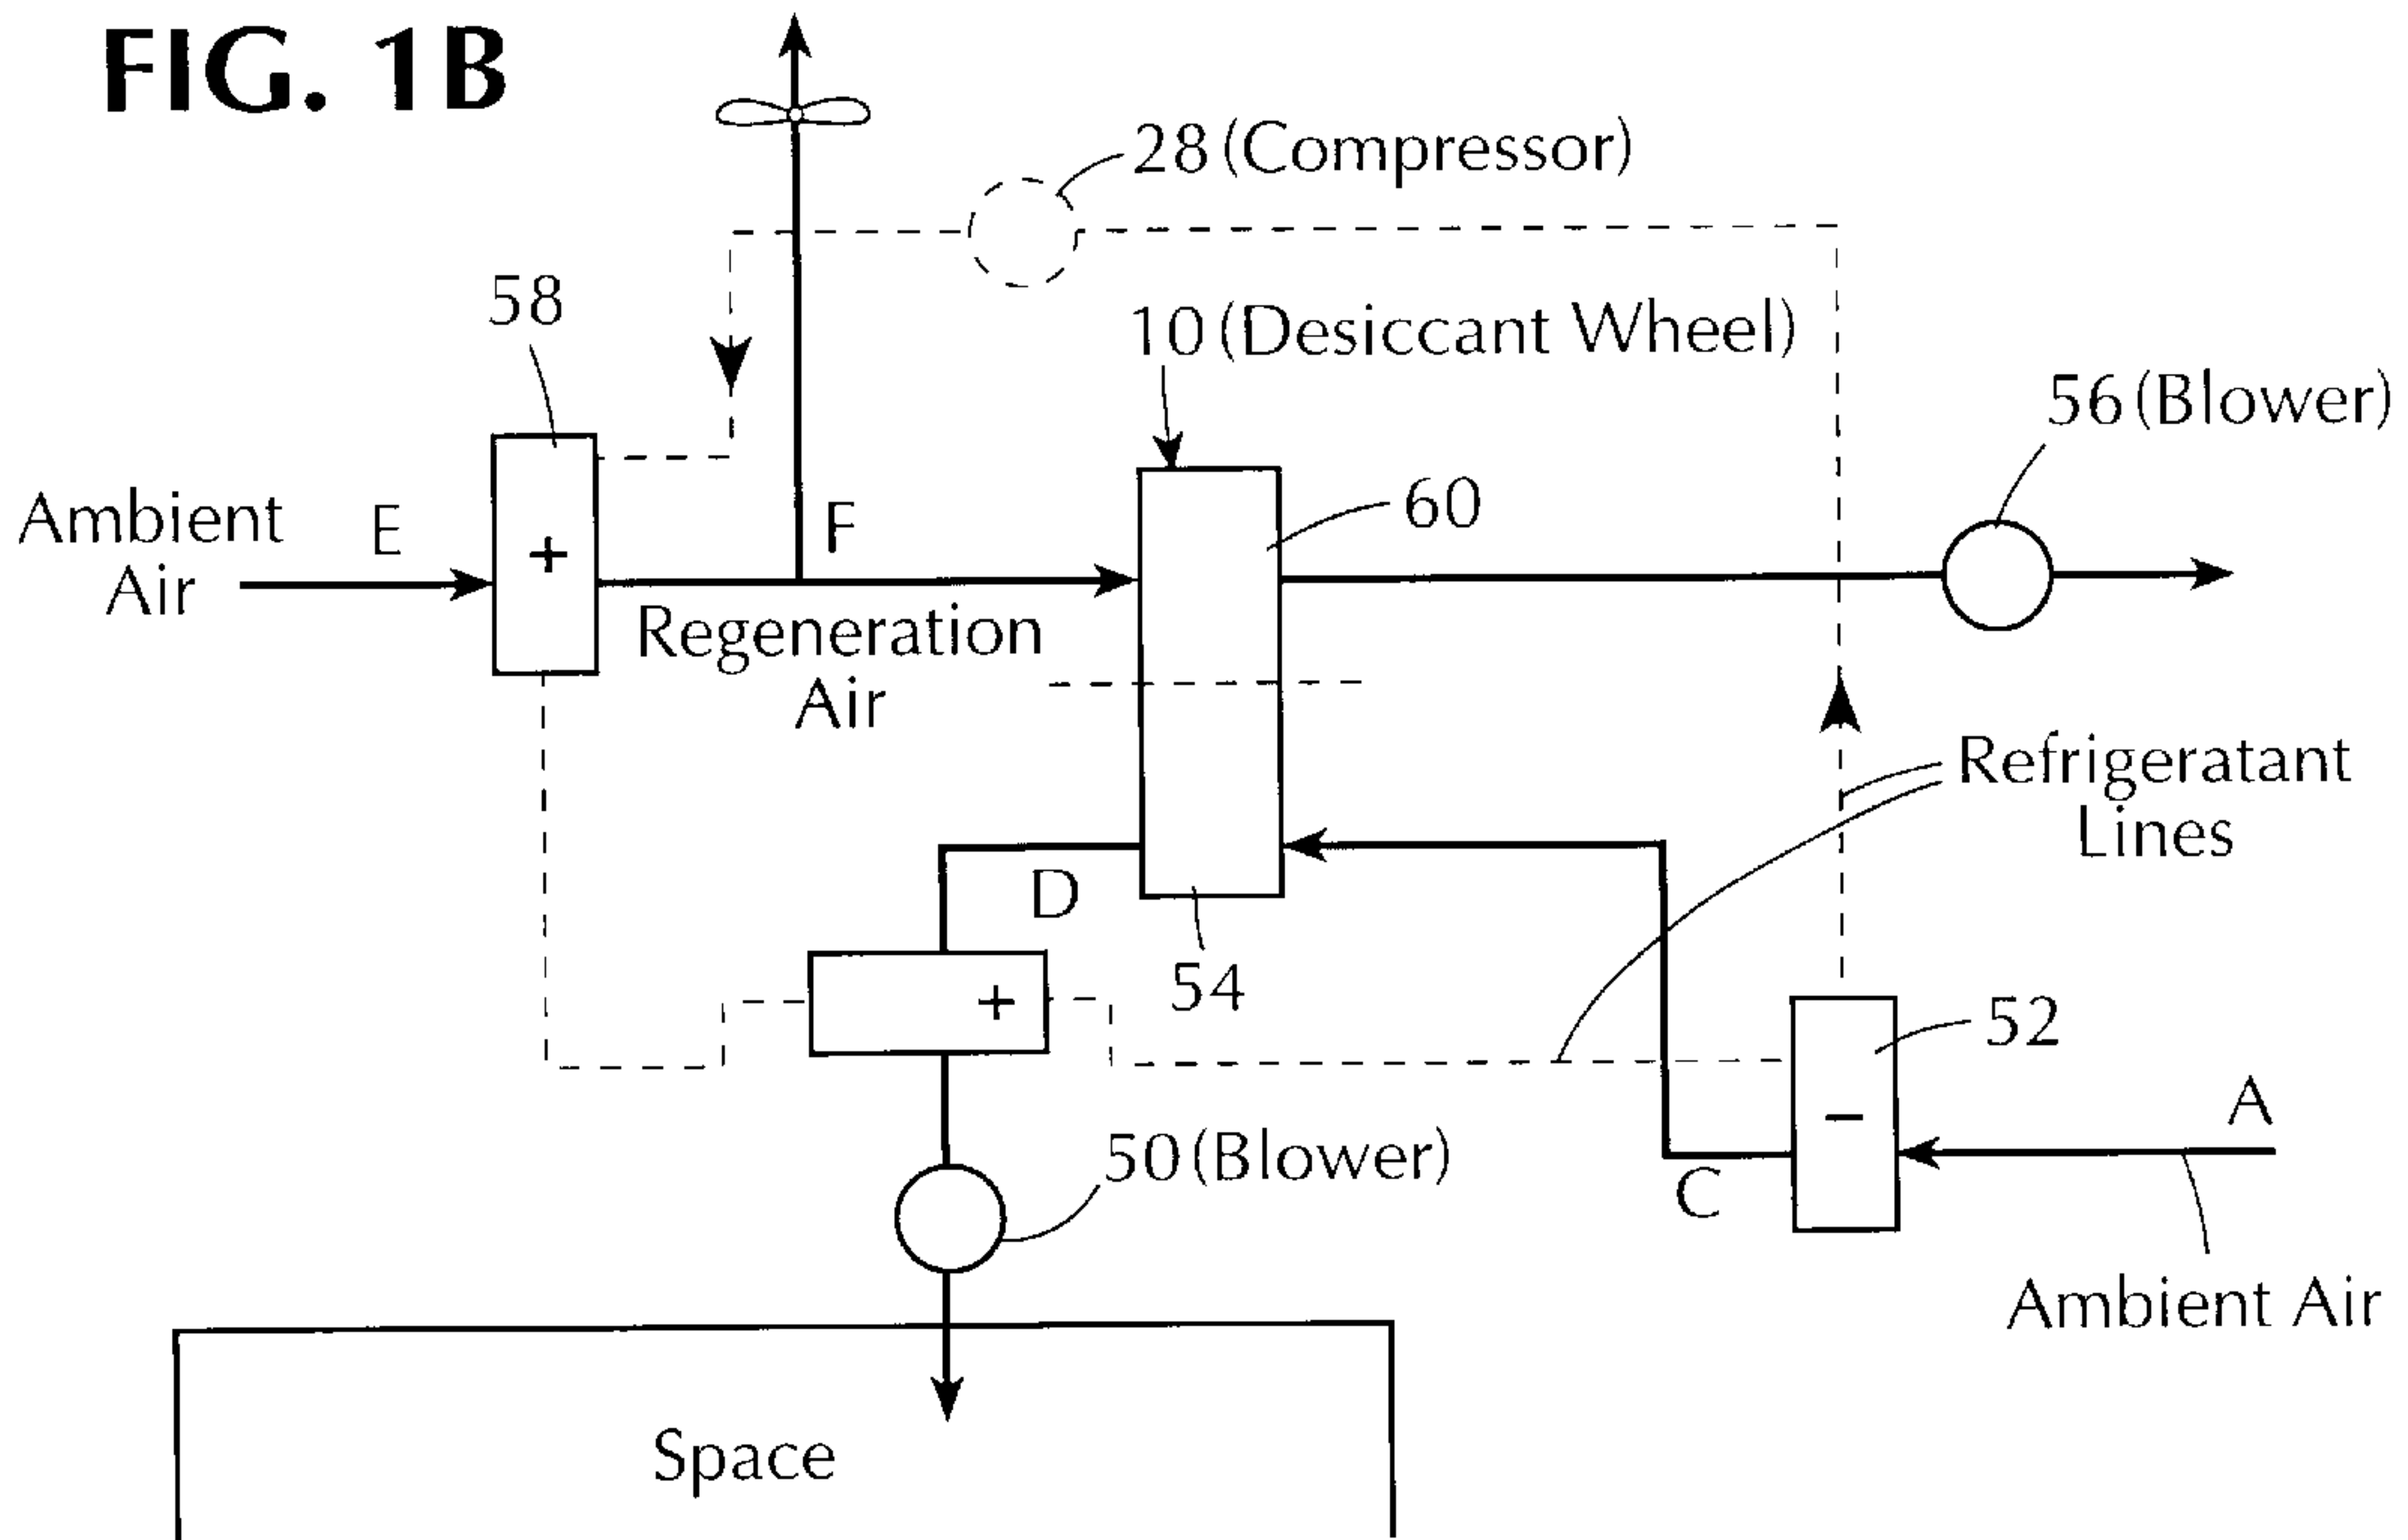 FIG. 1B
28 (Compressor)
58
10 (Desiccant Wheel)
56 (Blower)
60
Ambient
Air
E
+
F
Regeneration
Air
Refrigeratant
Lines
D
54
+
52
50 (Blower)
−
A
C
Ambient Air
Space